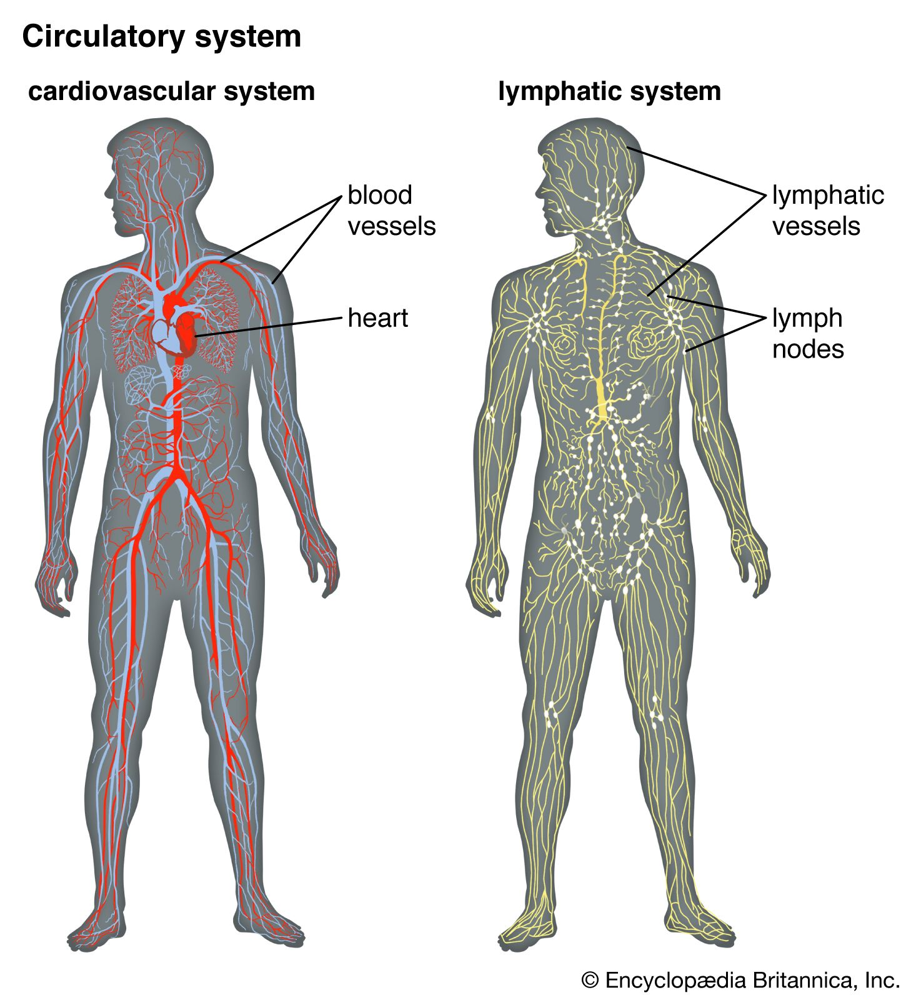 Circulatory system
cardiovascular system
lymphatic system
blood
vessels
heart
lymphatic
vessels
lymph
nodes
© Encyclopædia Britannica, Inc.